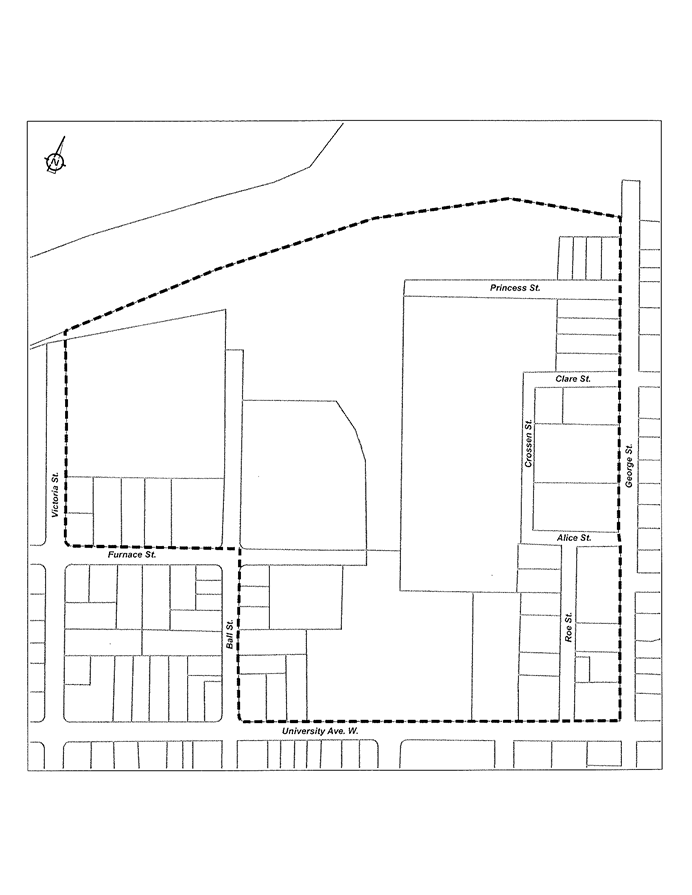 N
Princess St.
Clare St.
Crossen St.
George St.
Victoria St.
Alice St.
Furnace St.
Roe St.
Ball St.
University Ave. W.